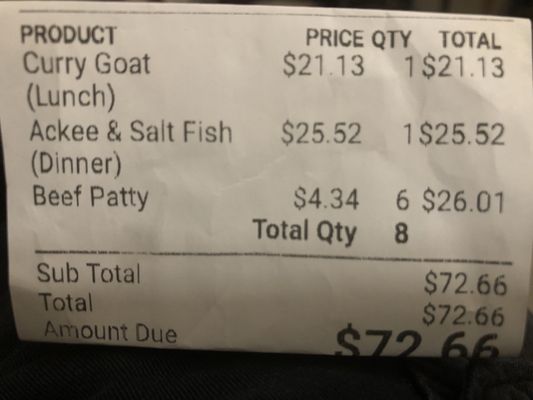 PRODUCT PRICE QTY TOTAL
Curry Goat $21.13 1 $21.13
(Lunch)
Ackee & Salt Fish $25.52 1 $25.52
(Dinner)
Beef Patty $4.34 6 $26.01
Total Qty 8
Sub Total $72.66
Total $72.66
Amount Due $72.66